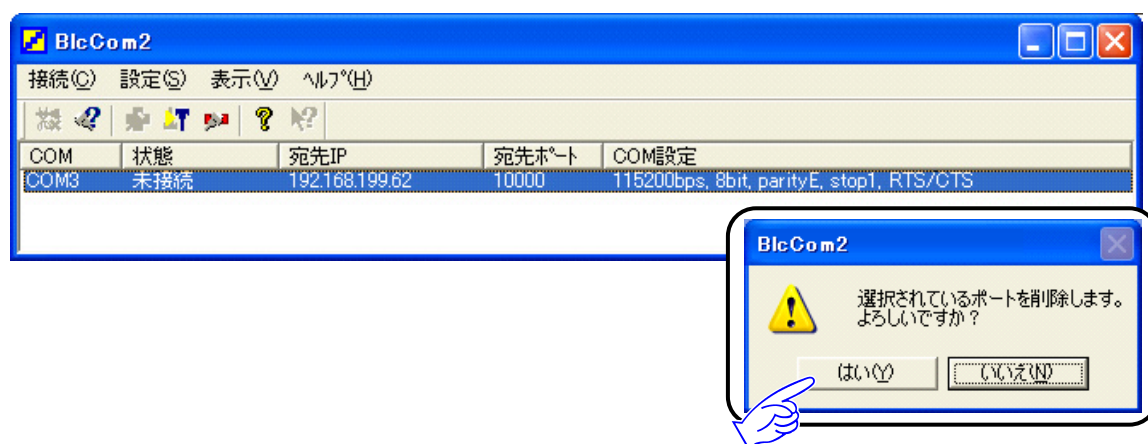 BlcCom2
接続(C) 設定(S) 表示(V) ﾍﾙﾌﾟ(H)
COM 状態 宛先IP 宛先ﾎﾟｰﾄ COM設定
COM3 未接続 192.168.199.62 10000 115200bps, 8bit, parityE, stop1, RTS/CTS
BlcCom2
選択されているポートを削除します。
よろしいですか？
はい(Y) いいえ(N)